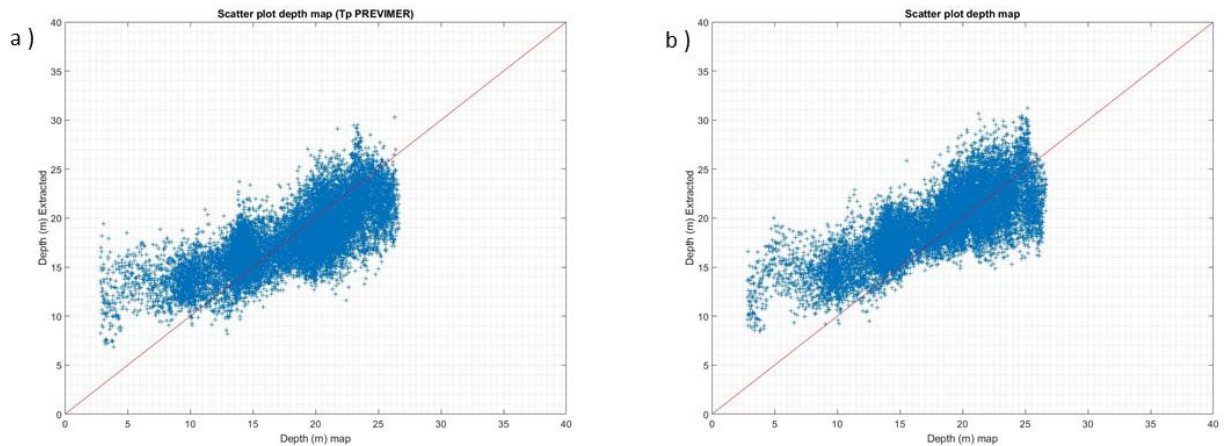 a )
Scatter plot depth map (Tp PREVIMER)
40
35
30
25
20
15
10
5
0
Depth (m) Extracted
0 5 10 15 20 25 30 35 40
Depth (m) map
b )
Scatter plot depth map
40
35
30
25
20
15
10
5
0
Depth (m) Extracted
0 5 10 15 20 25 30 35 40
Depth (m) map